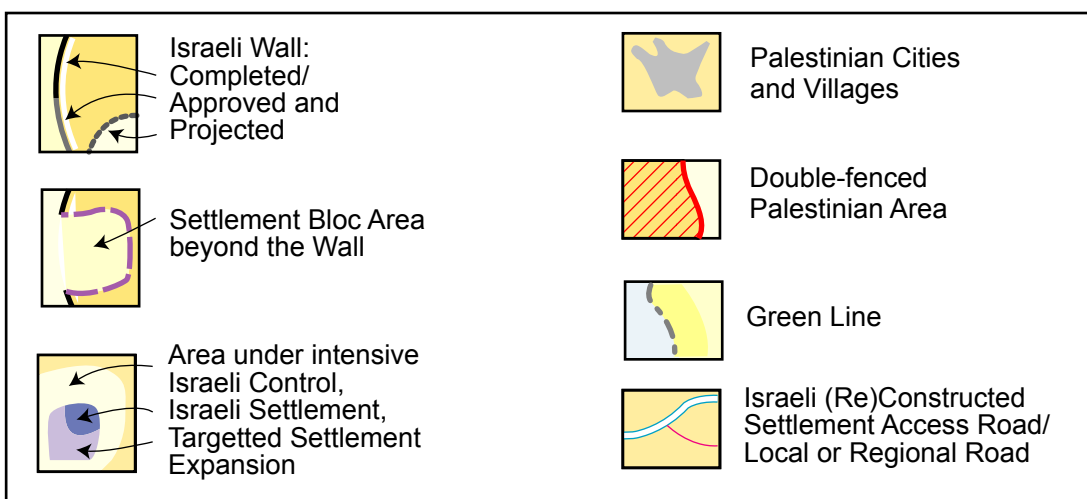 Israeli Wall:
Completed/
Approved and
Projected
Settlement Bloc Area
beyond the Wall
Area under intensive
Israeli Control,
Israeli Settlement,
Targetted Settlement
Expansion
Palestinian Cities
and Villages
Double-fenced
Palestinian Area
Green Line
Israeli (Re)Constructed
Settlement Access Road/
Local or Regional Road